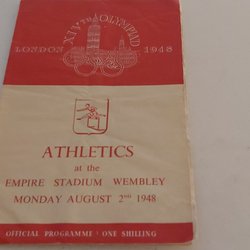 XIVTH OLYMPIAD
LONDON 1948
ATHLETICS
at the
EMPIRE STADIUM WEMBLEY
MONDAY AUGUST 2ND 1948
OFFICIAL PROGRAMME · ONE SHILLING